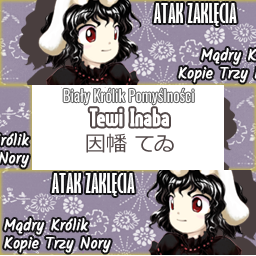 ATAK ZAKLĘCIA
Mądry Królik
Kopie Trzy Nory
Biały Królik Pomyślności
Tewi Inaba
因幡 てゐ
Królik
Nory
ATAK ZAKLĘCIA
Mądry Królik
Kopie Trzy Nory